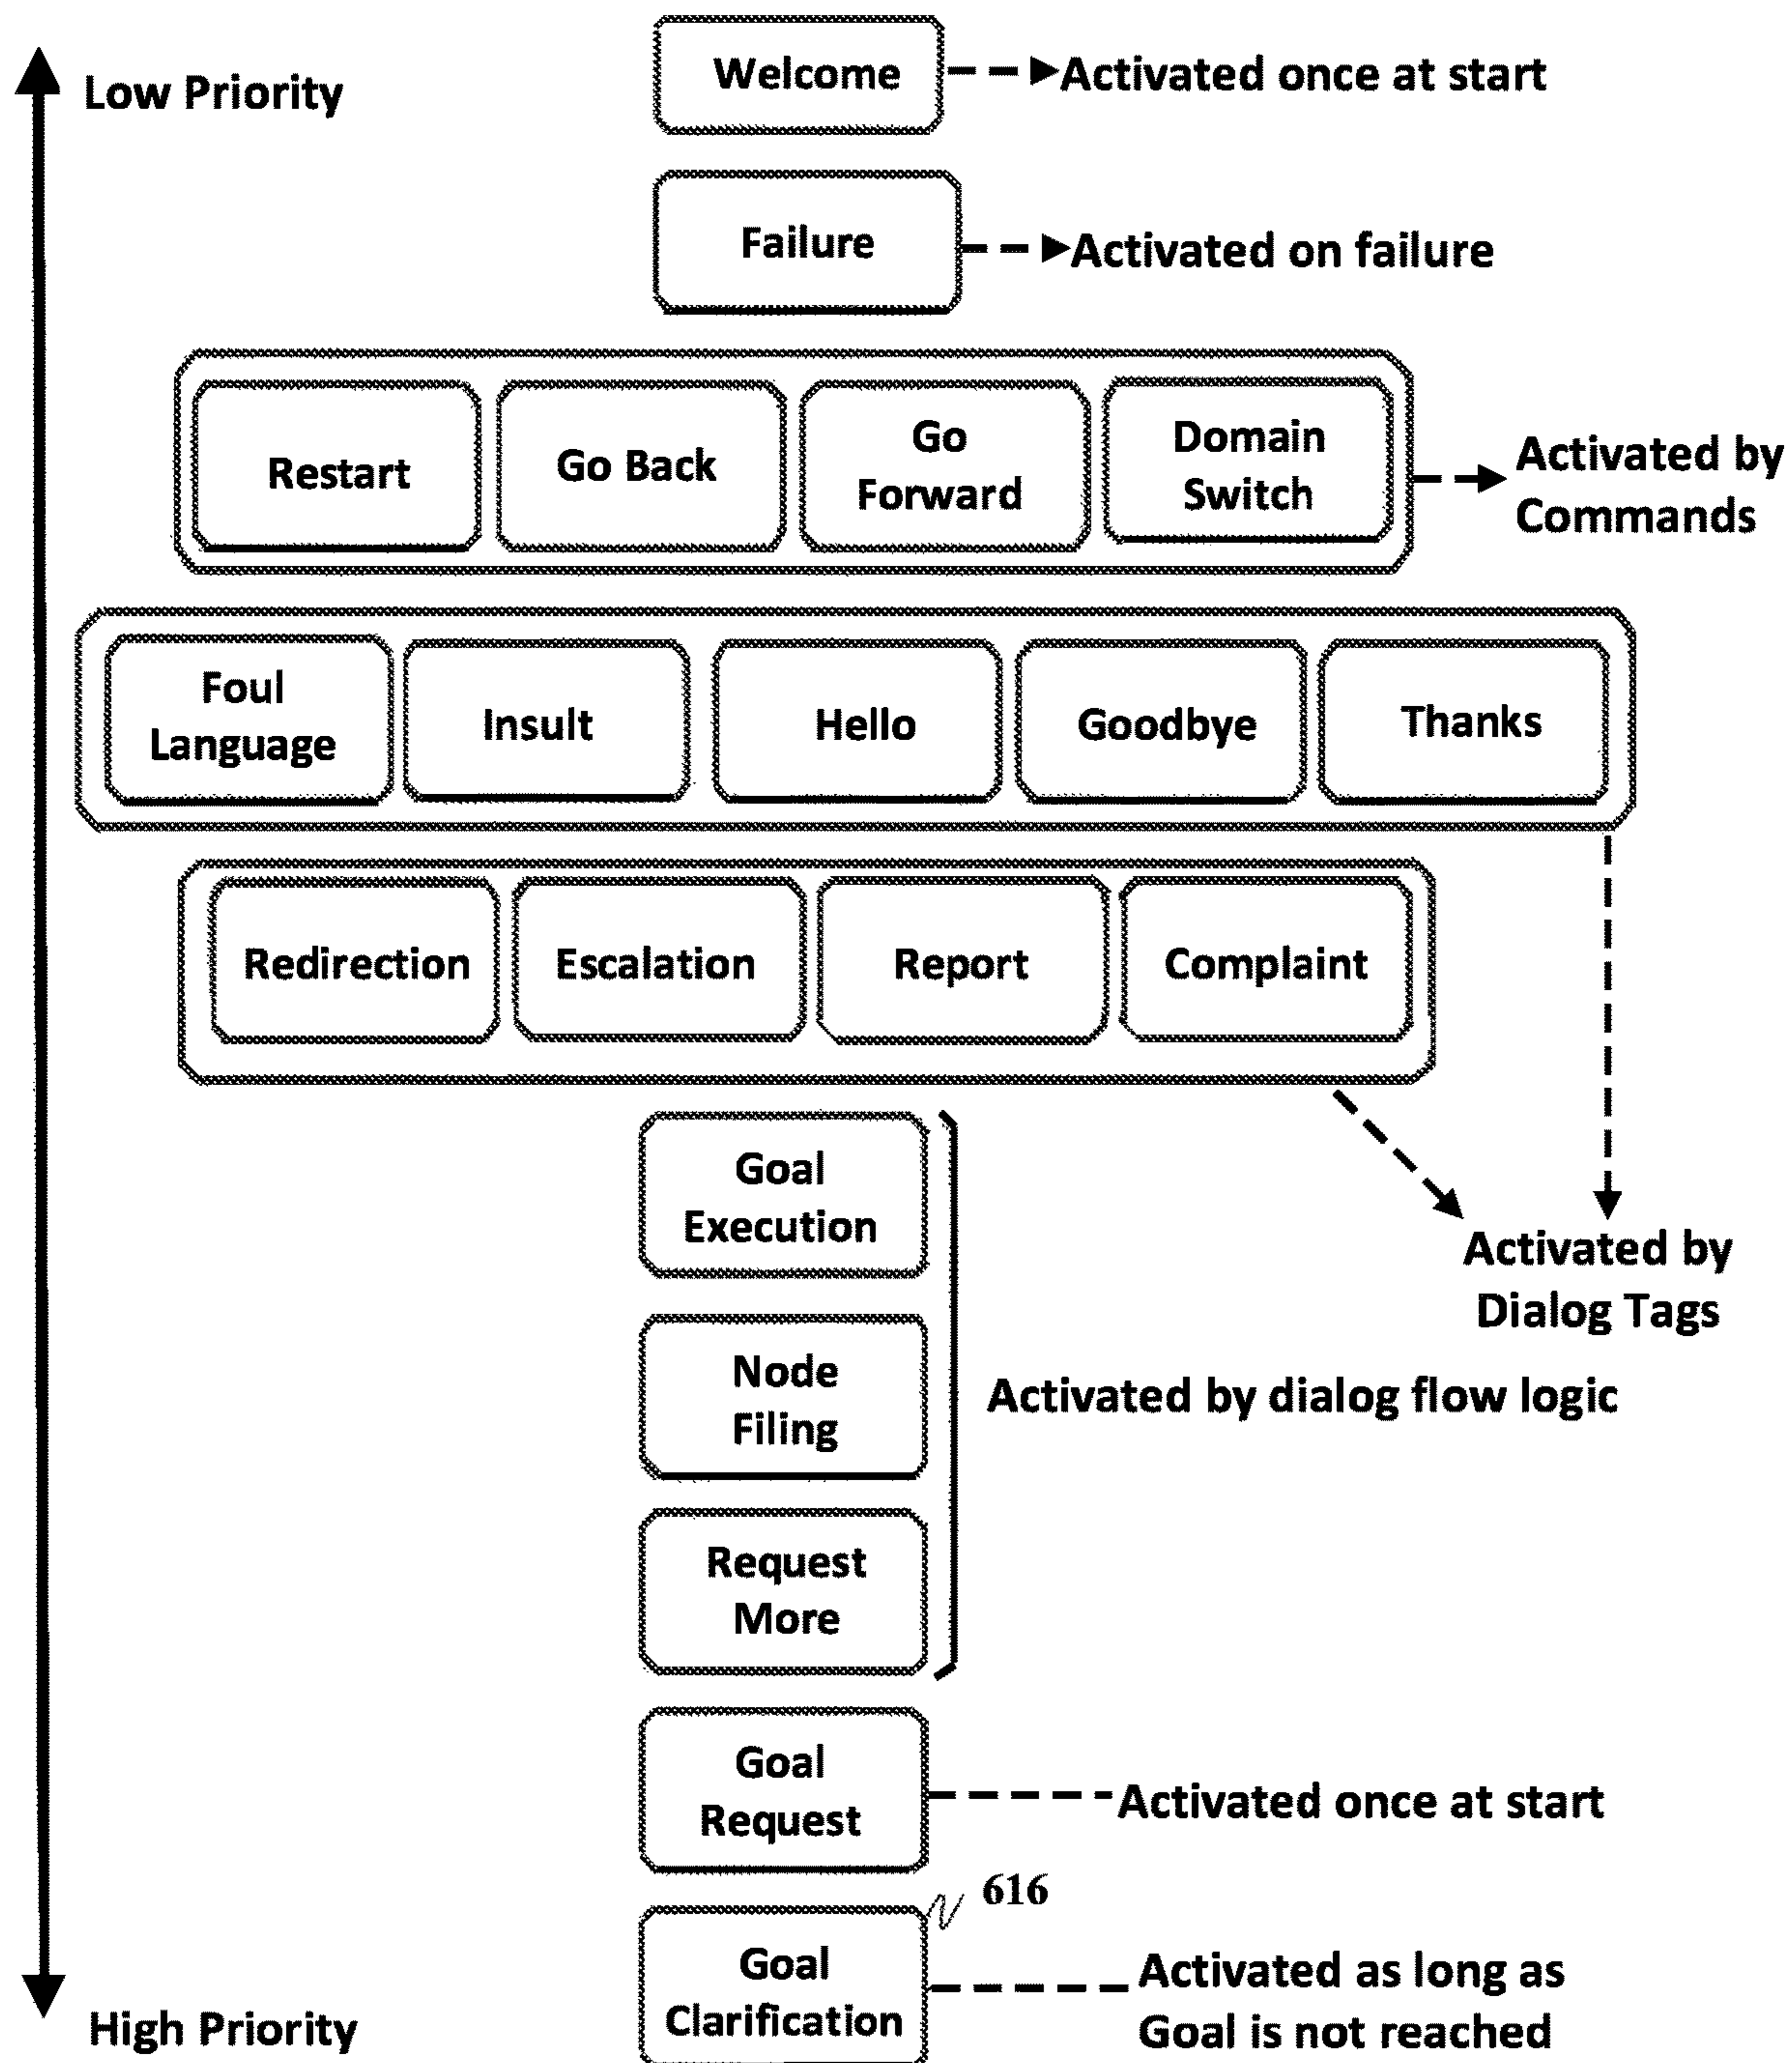 Welcome
Activated once at start
Low Priority
Failure
Activated on failure
Restart
Go Back
Go
Forward
Domain
Switch
Activated by
Commands
Foul
Language
Insult
Hello
Goodbye
Thanks
Redirection
Escalation
Report
Complaint
Goal
Execution
Activated by
Dialog Tags
Node
Filing
Activated by dialog flow logic
Request
More
Goal
Request
Activated once at start
616
Goal
Clarification
Activated as long as
Goal is not reached
High Priority